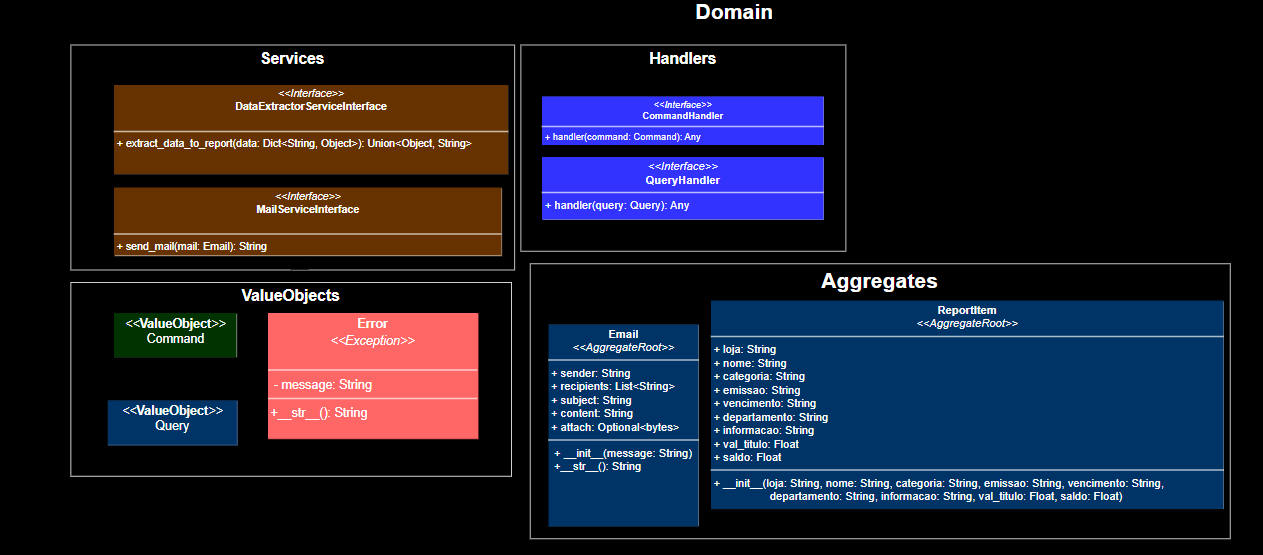 Domain
Services
<<Interface>>
DataExtractorServiceInterface
+ extract_data_to_report(data: Dict<String, Object>): Union<Object, String>
<<Interface>>
MailServiceInterface
+ send_mail(mail: Email): String
Handlers
<<Interface>>
CommandHandler
+ handler(command: Command): Any
<<Interface>>
QueryHandler
+ handler(query: Query): Any
ValueObjects
<<ValueObject>>
Command
<<ValueObject>>
Query
Error
<<Exception>>
- message: String
+__str__(): String
Aggregates
Email
<<AggregateRoot>>
+ sender: String
+ recipients: List<String>
+ subject: String
+ content: String
+ attach: Optional<bytes>
+ __init__(message: String)
+__str__(): String
ReportItem
<<AggregateRoot>>
+ loja: String
+ nome: String
+ categoria: String
+ emissao: String
+ vencimento: String
+ departamento: String
+ informacao: String
+ val_titulo: Float
+ saldo: Float
+ __init__(loja: String, nome: String, categoria: String, emissao: String, vencimento: String,
departamento: String, informacao: String, val_titulo: Float, saldo: Float)